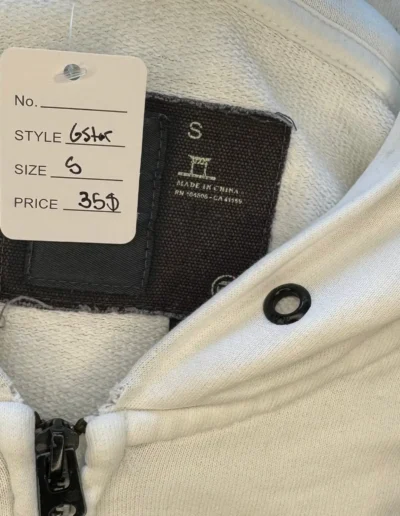 No.
STYLE Gstar
SIZE S
PRICE 35$
S
MADE IN CHINA